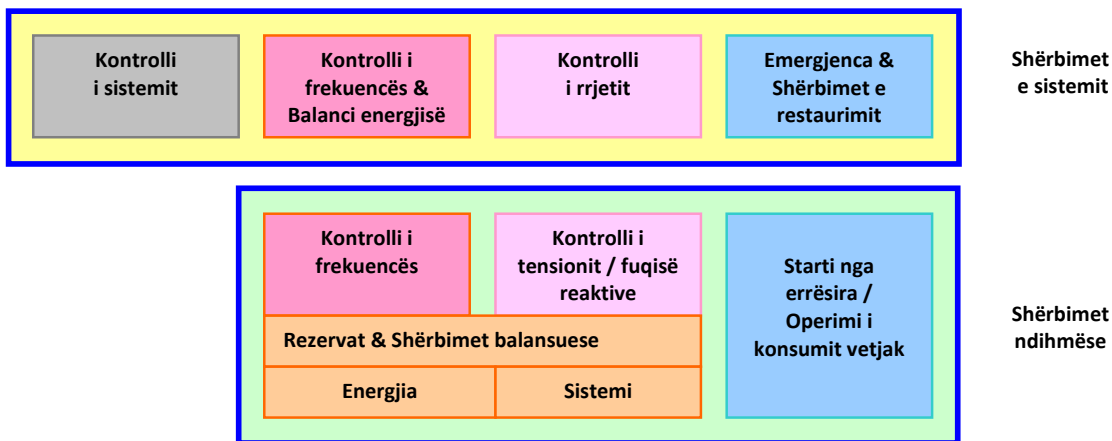 Kontrolli
i sistemit
Kontrolli i
frekuencës &
Balanci energjisë
Kontrolli
i rrjetit
Emergjenca &
Shërbimet e
restaurimit
Shërbimet
e sistemit
Kontrolli i
frekuencës
Kontrolli i
tensionit / fuqisë
reaktive
Starti nga
errësira /
Operimi i
konsumit vetjak
Rezervat & Shërbimet balansuese
Energjia
Sistemi
Shërbimet
ndihmëse